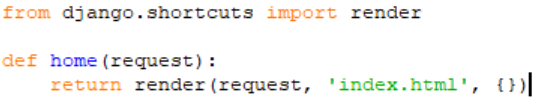 from django.shortcuts import render
def home(request):
    return render(request, 'index.html', {})